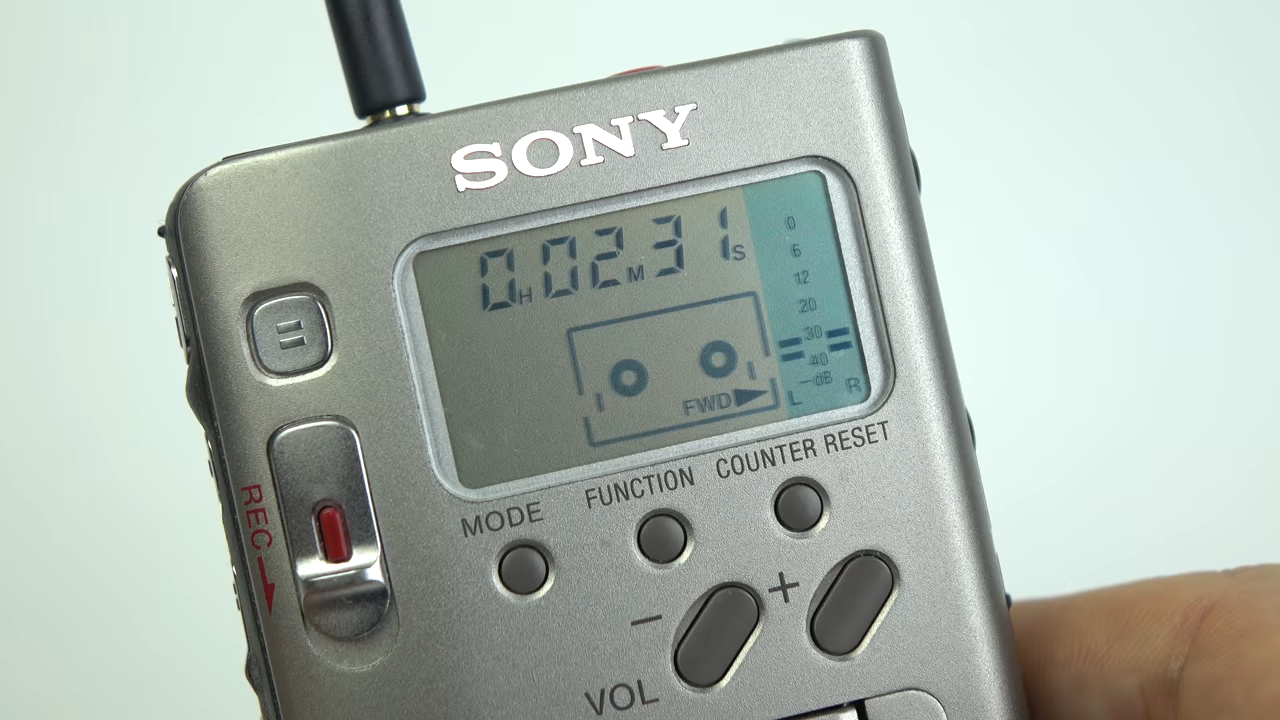 SONY
0H02M31S
0
6
12
20
30
40
-dB
L R
FWD
=
MODE FUNCTION COUNTER RESET
REC
- +
VOL